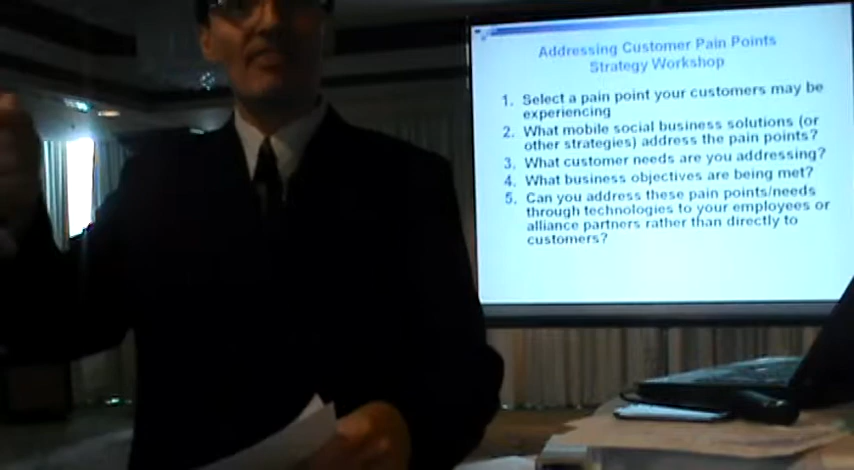 Addressing Customer Pain Points
Strategy Workshop
1. Select a pain point your customers may be
experiencing
2. What mobile social business solutions (or
other strategies) address the pain points?
3. What customer needs are you addressing?
4. What business objectives are being met?
5. Can you address these pain points/needs
through technologies to your employees or
alliance partners rather than directly to
customers?